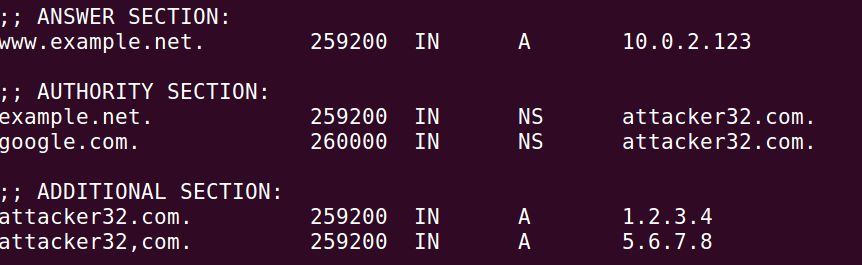 ;; ANSWER SECTION:
www.example.net. 259200 IN A 10.0.2.123
;; AUTHORITY SECTION:
example.net. 259200 IN NS attacker32.com.
google.com. 260000 IN NS attacker32.com.
;; ADDITIONAL SECTION:
attacker32.com. 259200 IN A 1.2.3.4
attacker32,com. 259200 IN A 5.6.7.8